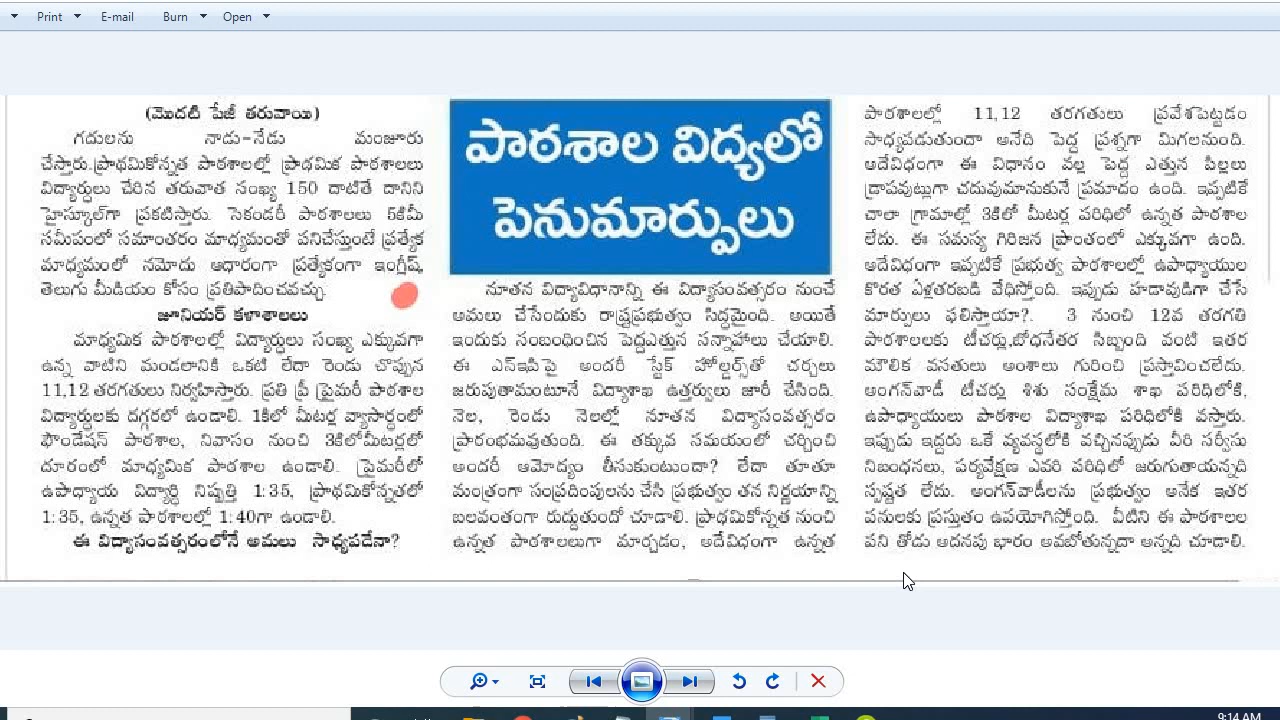 Print
E-mail
Burn
Open
(మొదటి పేజీ తరువాయి)
గదులను నాడు-నేడు మంజూరు
చేస్తారు.ప్రాథమికోన్నత పాఠశాలల్లో ప్రాథమిక పాఠశాలలు
విద్యార్థులు చేరిన తరువాత సంఖ్య 150 దాటితే దానిని
హైస్కూల్‌గా ప్రకటిస్తారు. సెకండరీ పాఠశాలలు 5కిమీ
సమీపంలో సమాంతరం మాధ్యమంతో పనిచేస్తుంటే ప్రత్యేక
మాధ్యమంలో నమోదు ఆధారంగా ప్రత్యేకంగా ఇంగ్లీష్,
తెలుగు మీడియం కోసం ప్రతిపాదించవచ్చు.
జూనియర్ కళాశాలలు
మాధ్యమిక పాఠశాలల్లో విద్యార్థులు సంఖ్య ఎక్కువగా
ఉన్న వాటిని మండలానికి ఒకటి లేదా రెండు చొప్పున
11,12 తరగతులు నిర్వహిస్తారు. ప్రతి ప్రీ ప్రైమరీ పాఠశాల
విద్యార్థులకు దగ్గరలో ఉండాలి. 1కిలో మీటర్ల వ్యాసార్థంలో
ఫౌండేషన్ పాఠశాల, నివాసం నుంచి 3కిలోమీటర్లలో
దూరంలో మాధ్యమిక పాఠశాల ఉండాలి. ప్రైమరీలో
ఉపాధ్యాయ విద్యార్థి నిష్పత్తి 1:35, ప్రాథమికోన్నతలో
1:35, ఉన్నత పాఠశాలల్లో 1:40గా ఉండాలి.
ఈ విద్యాసంవత్సరంలోనే అమలు సాధ్యపడేనా?
పాఠశాల విద్యలో
పెనుమార్పులు
నూతన విద్యావిధానాన్ని ఈ విద్యాసంవత్సరం నుంచే
అమలు చేసేందుకు రాష్ట్రప్రభుత్వం సిద్ధమైంది. అయితే
ఇందుకు సంబంధించిన పెద్దఎత్తున సన్నాహాలు చేయాలి.
ఈ ఎన్ఇపిపై అందరీ స్టేక్ హోల్డర్స్‌తో చర్చలు
జరుపుతామంటూనే విద్యాశాఖ ఉత్తర్వులు జారీ చేసింది.
నెల, రెండు నెలల్లో నూతన విద్యాసంవత్సరం
ప్రారంభమవుతుంది. ఈ తక్కువ సమయంలో చర్చించి
అందరీ ఆమోద్యం తీసుకుంటుందా? లేదా తూతూ
మంత్రంగా సంప్రదింపులను చేసి ప్రభుత్వం తన నిర్ణయాన్ని
బలవంతంగా రుద్దుతుందో చూడాలి. ప్రాథమికోన్నత నుంచి
ఉన్నత పాఠశాలలుగా మార్చడం, అదేవిధంగా ఉన్నత
పాఠశాలల్లో 11,12 తరగతులు ప్రవేశపెట్టడం
సాధ్యపడుతుందా అనేది పెద్ద ప్రశ్నగా మిగలనుంది.
అదేవిధంగా ఈ విధానం వల్ల పెద్ద ఎత్తున పిల్లలు
డ్రాపవుట్లుగా చదువుమానుకునే ప్రమాదం ఉంది. ఇప్పటికే
చాలా గ్రామాల్లో 3కిలో మీటర్ల పరిధిలో ఉన్నత పాఠశాల
లేదు. ఈ సమస్య గిరిజన ప్రాంతంలో ఎక్కువగా ఉంది.
అదేవిధంగా ఇప్పటికే ప్రభుత్వ పాఠశాలల్లో ఉపాధ్యాయుల
కొరత ఏళ్లతరబడి వేధిస్తోంది. ఇప్పుడు హడావుడిగా చేసే
మార్పులు ఫలిస్తాయా?. 3 నుంచి 12వ తరగతి
పాఠశాలలకు టీచర్లు,బోధనేతర సిబ్బంది వంటి ఇతర
మౌలిక వసతులు అంశాలు గురించి ప్రస్తావించలేదు.
అంగన్‌వాడీ టీచర్లు శిశు సంక్షేమ శాఖ పరిధిలోకి,
ఉపాధ్యాయులు పాఠశాల విద్యాశాఖ పరిధిలోకి వస్తారు.
ఇప్పుడు ఇద్దరు ఒకే వ్యవస్థలోకి వచ్చినప్పుడు వీరి సర్వీసు
నిబంధనలు, పర్యవేక్షణ ఎవరి పరిధిలో జరుగుతాయన్నది
స్పష్టత లేదు. అంగన్‌వాడీలను ప్రభుత్వం అనేక ఇతర
పనులకు ప్రస్తుతం ఉపయోగిస్తోంది. వీటిని ఈ పాఠశాలల
పని తోడు అదనపు భారం అవబోతున్నదా అన్నది చూడాలి.
9:14 AM